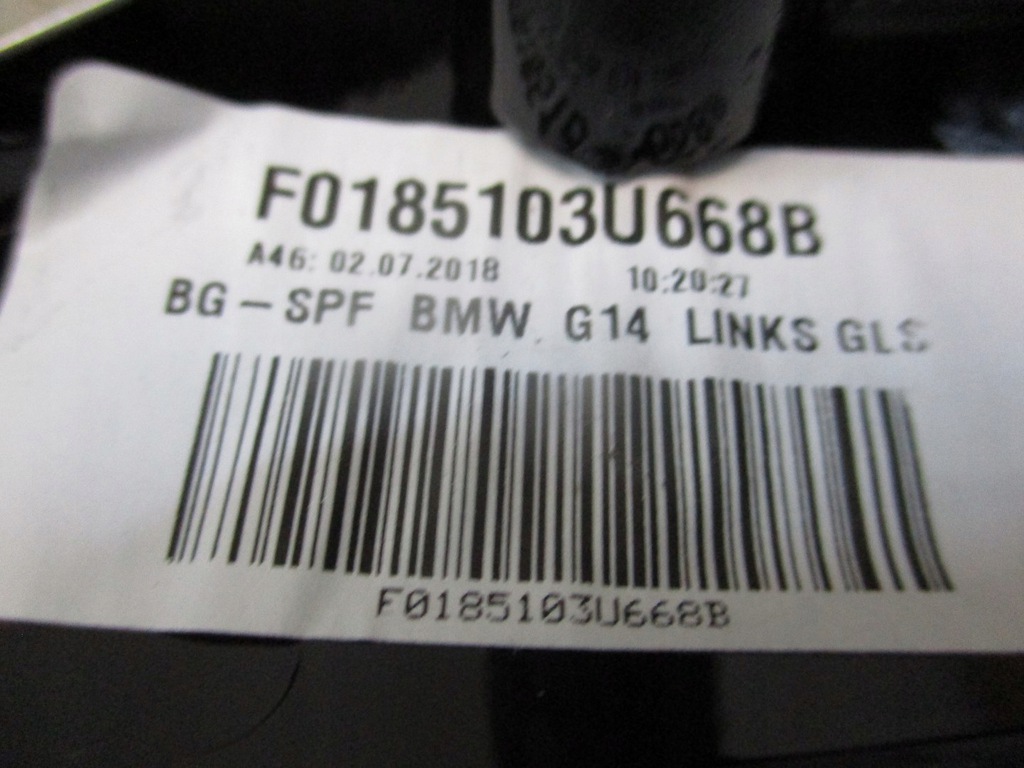 F0185103U668B
A46: 02.07.2018 10:20:27
BG-SPF BMW G14 LINKS GLS
F0185103U668B